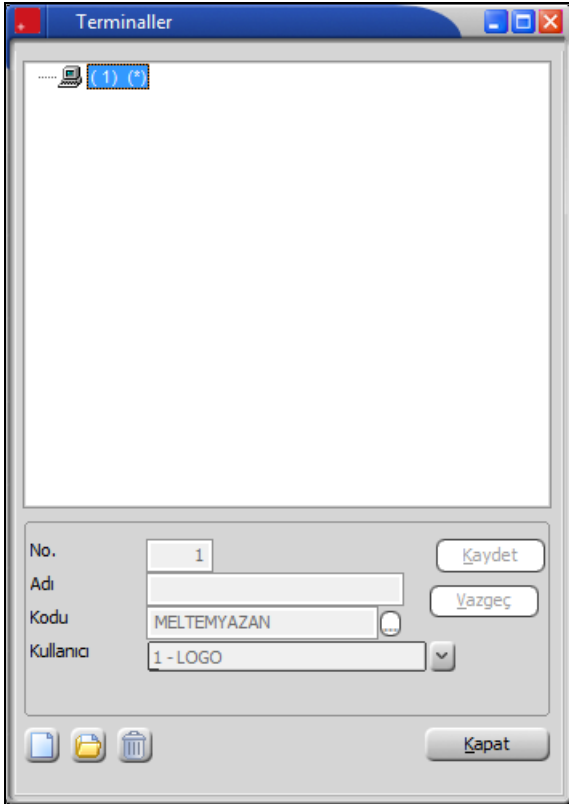 Terminaller
( 1) (*)
No. 1
Kaydet
Adı
Vazgeç
Kodu MELTEMYAZAN ...
Kullanıcı 1 - LOGO
Kapat